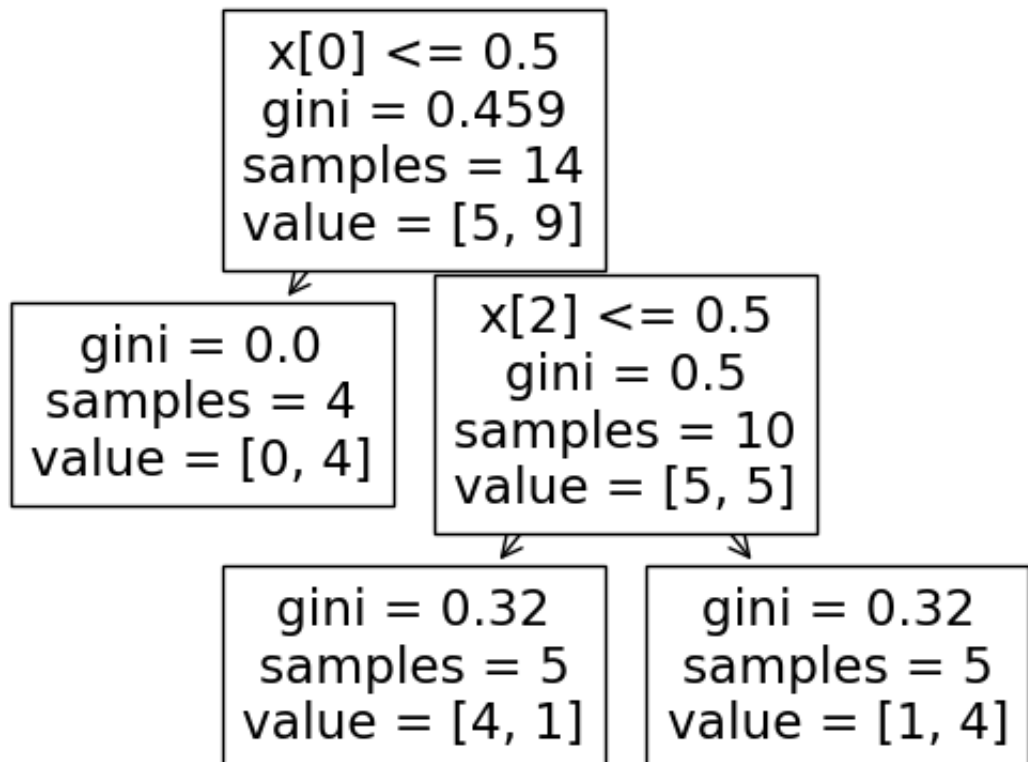 x[0] <= 0.5
gini = 0.459
samples = 14
value = [5, 9]
gini = 0.0
samples = 4
value = [0, 4]
x[2] <= 0.5
gini = 0.5
samples = 10
value = [5, 5]
gini = 0.32
samples = 5
value = [4, 1]
gini = 0.32
samples = 5
value = [1, 4]